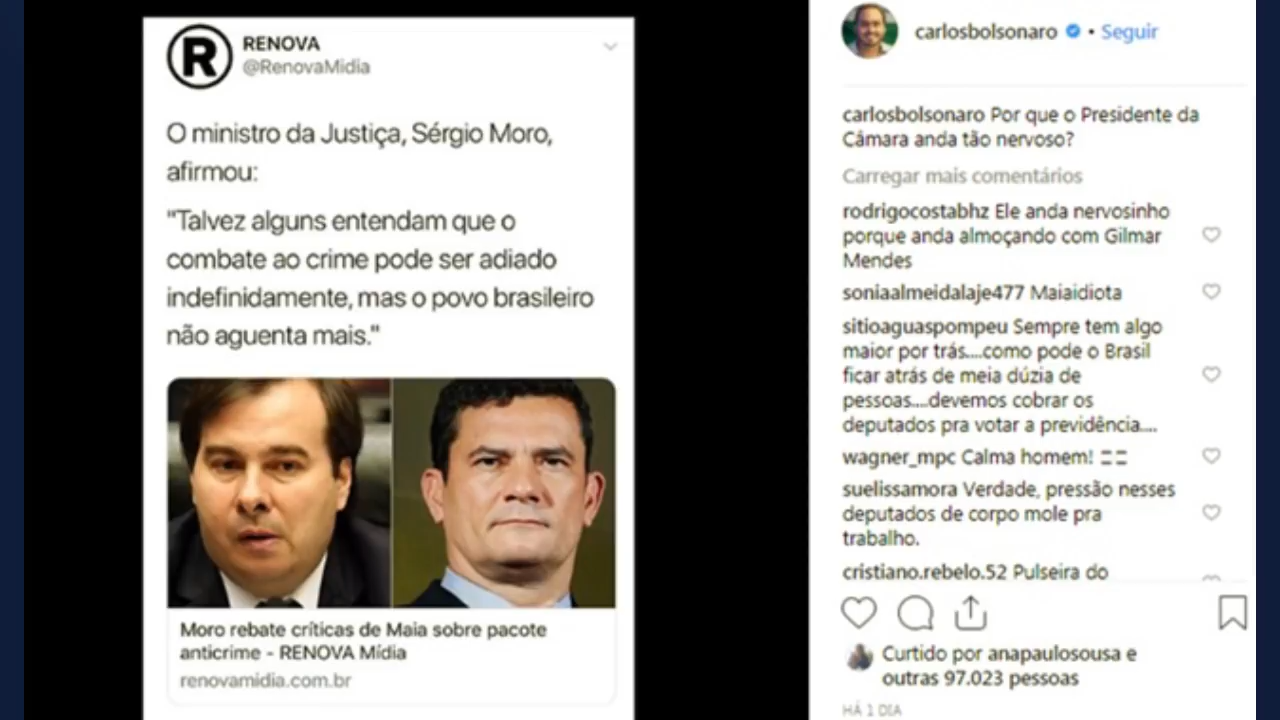 R
RENOVA
@RenovaMidia
O ministro da Justiça, Sérgio Moro,
afirmou:
"Talvez alguns entendam que o
combate ao crime pode ser adiado
indefinidamente, mas o povo brasileiro
não aguenta mais."
Moro rebate críticas de Maia sobre pacote
anticrime - RENOVA Mídia
renovamidia.com.br
carlosbolsonaro • Seguir
carlosbolsonaro Por que o Presidente da
Câmara anda tão nervoso?
Carregar mais comentários
rodrigocostabhz Ele anda nervosinho
porque anda almoçando com Gilmar
Mendes
soniaalmeidalaje477 Maiaidiota
sitioaguaspompeu Sempre tem algo
maior por trás....como pode o Brasil
ficar atrás de meia dúzia de
pessoas....devemos cobrar os
deputados pra votar a previdência....
wagner_mpc Calma homem!
suelissamora Verdade, pressão nesses
deputados de corpo mole pra
trabalho.
cristiano.rebelo.52 Pulseira do
Curtido por anapaulosousa e
outras 97.023 pessoas
HÁ 1 DIA